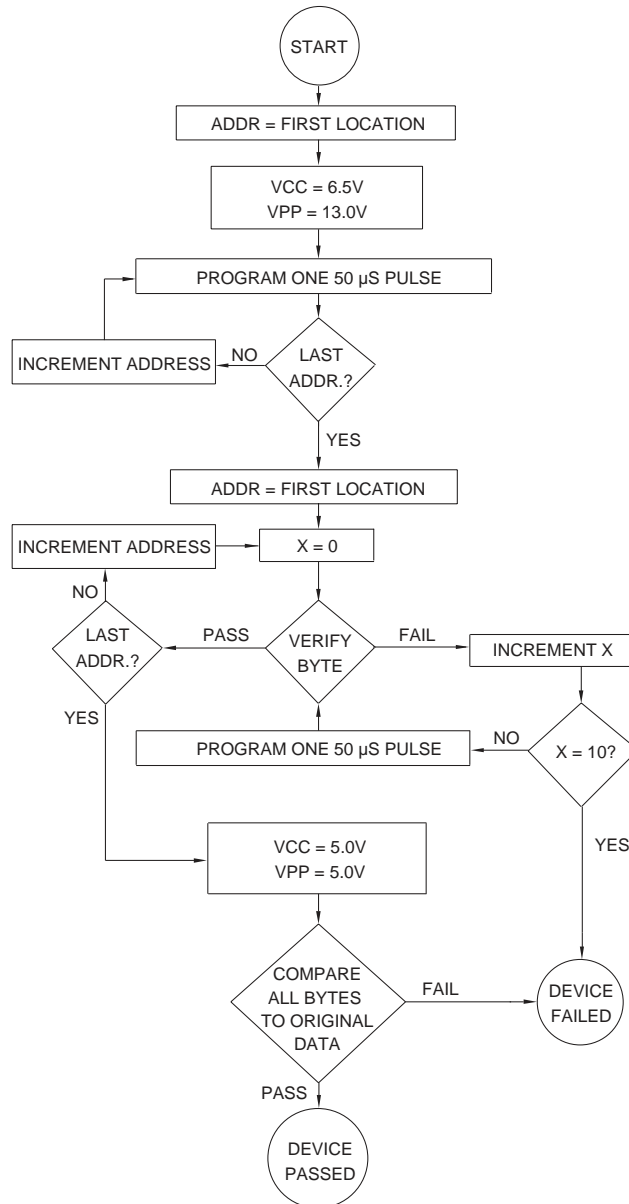 START
ADDR = FIRST LOCATION
VCC = 6.5V
VPP = 13.0V
PROGRAM ONE 50 µS PULSE
INCREMENT ADDRESS
NO
LAST
ADDR.?
YES
ADDR = FIRST LOCATION
INCREMENT ADDRESS
X = 0
NO
LAST
ADDR.?
PASS
VERIFY
BYTE
FAIL
INCREMENT X
YES
PROGRAM ONE 50 µS PULSE
NO
X = 10?
VCC = 5.0V
VPP = 5.0V
YES
COMPARE
ALL BYTES
TO ORIGINAL
DATA
FAIL
DEVICE
FAILED
PASS
DEVICE
PASSED